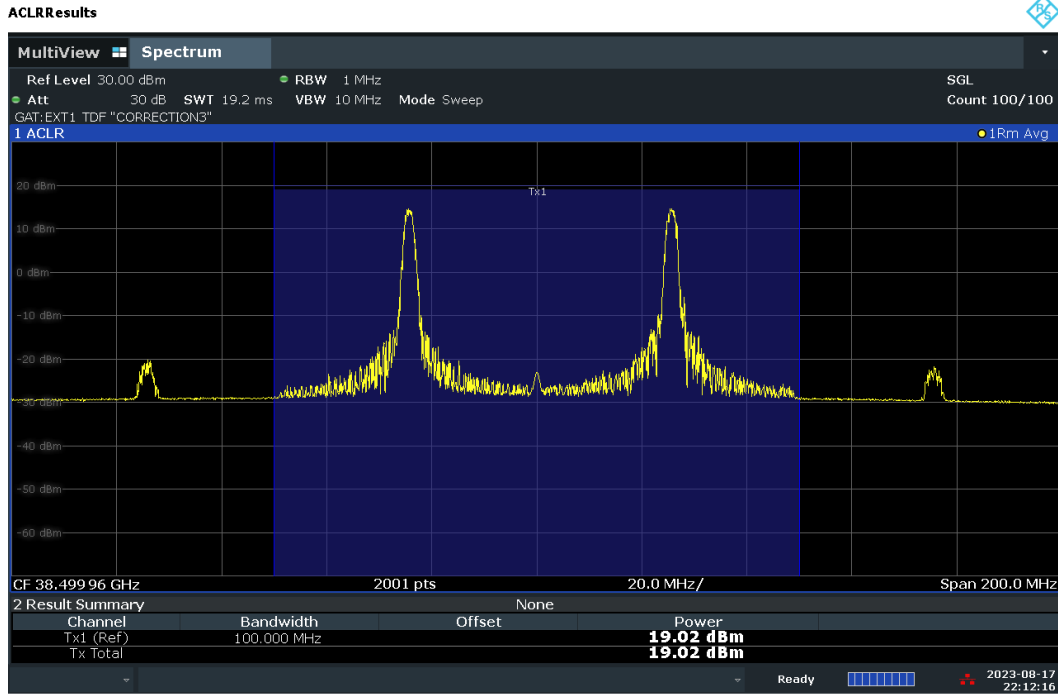 ACLRResults
R S
MultiView Spectrum
Ref Level 30.00 dBm RBW 1 MHz SGL
Att 30 dB SWT 19.2 ms VBW 10 MHz Mode Sweep Count 100/100
GAT:EXT1 TDF "CORRECTION3"
1 ACLR 1Rm Avg
Tx1
20 dBm
10 dBm
0 dBm
-10 dBm
-20 dBm
-30 dBm
-40 dBm
-50 dBm
-60 dBm
CF 38.49996 GHz 2001 pts 20.0 MHz/ Span 200.0 MHz
2 Result Summary None
Channel Bandwidth Offset Power
Tx1 (Ref) 100.000 MHz 19.02 dBm
Tx Total 19.02 dBm
Ready 2023-08-17
22:12:16